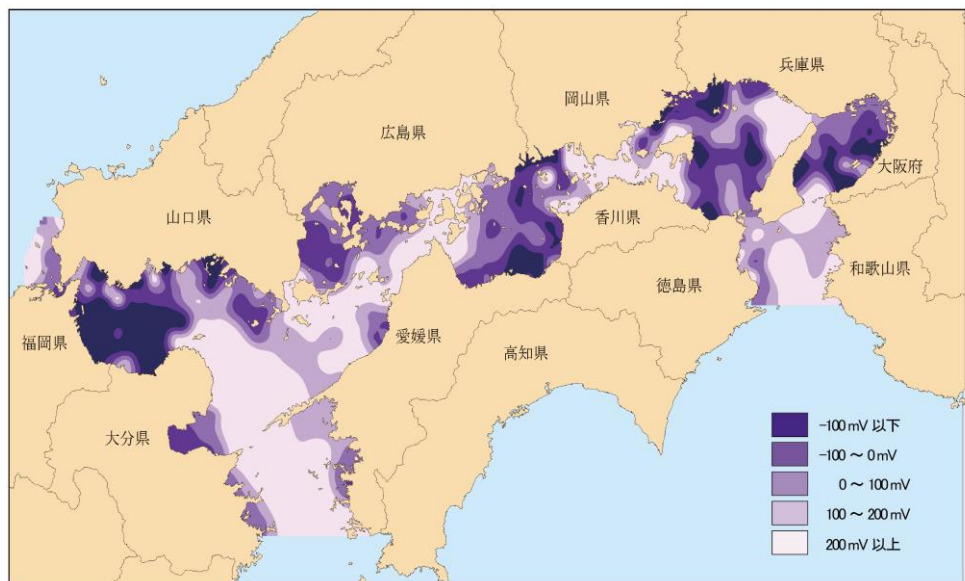 兵庫県
岡山県
広島県
大阪府
山口県
香川県
和歌山県
徳島県
福岡県
愛媛県
高知県
大分県
-100mV 以下
-100～0mV
0～100mV
100～200mV
200mV 以上